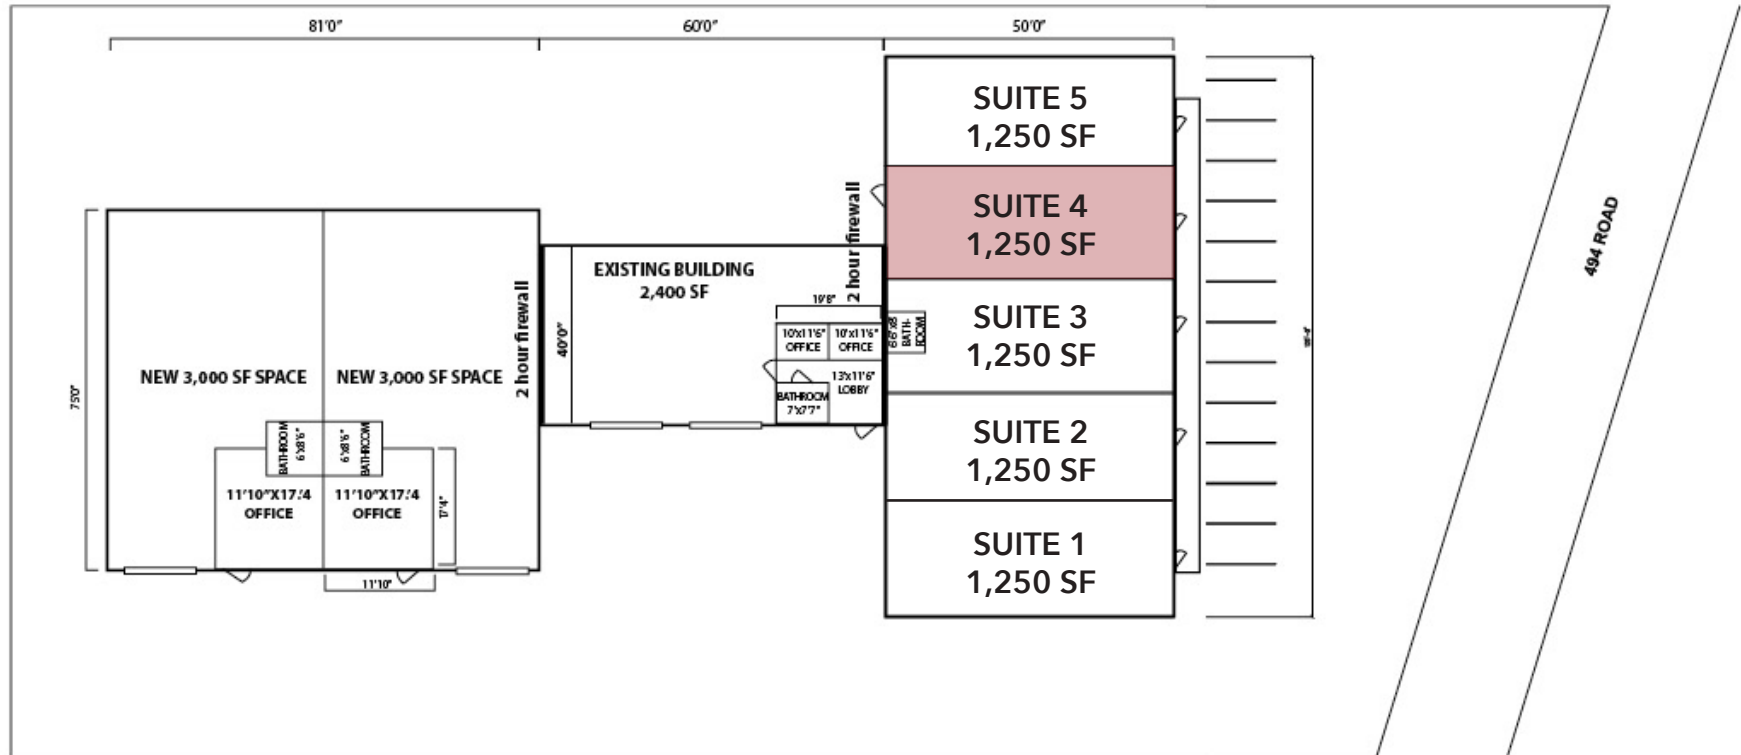 81'0"
60'0"
50'0"
SUITE 5
1,250 SF
SUITE 4
1,250 SF
SUITE 3
1,250 SF
SUITE 2
1,250 SF
SUITE 1
1,250 SF
2 hour firewall
EXISTING BUILDING
2,400 SF
40'0"
19'8"
10'x11'6"
OFFICE
10'x11'6"
OFFICE
13'x11'6"
LOBBY
BATHROOM
7'x7'7"
BATH-
ROOM
2 hour firewall
75'0"
NEW 3,000 SF SPACE
NEW 3,000 SF SPACE
BATHROOM
6'x8'6"
6'x8'6"
BATHROOM
11'10"X17.'4
OFFICE
11'10"X17.'4
OFFICE
17'4"
11'10"
494 ROAD